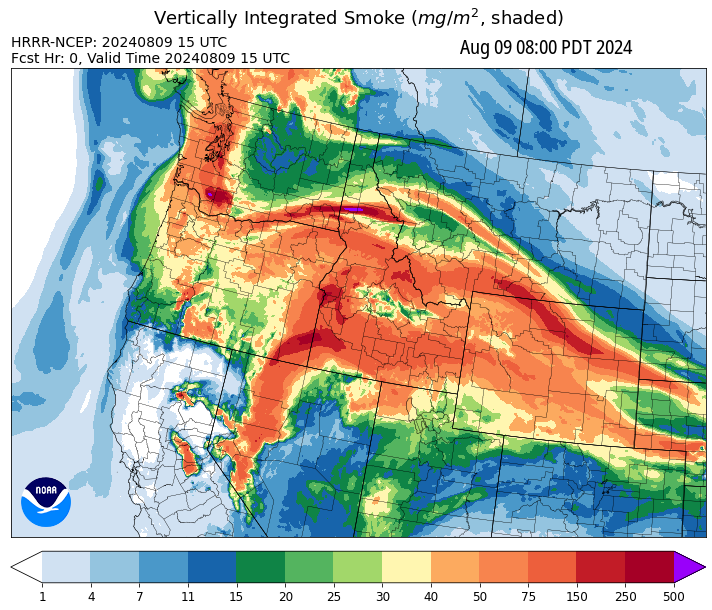 Vertically Integrated Smoke (mg/m², shaded)
HRRR-NCEP: 20240809 15 UTC
Fcst Hr: 0, Valid Time 20240809 15 UTC
Aug 09 08:00 PDT 2024
NOAA
1 4 7 11 15 20 25 30 40 50 75 150 250 500